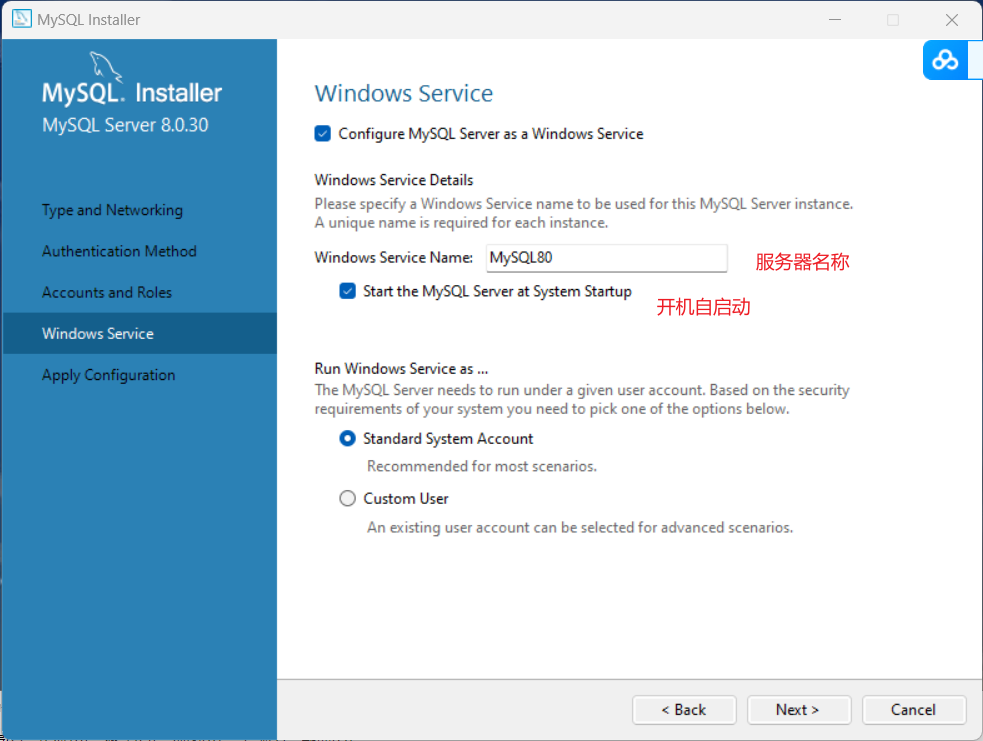 MySQL Installer
MySQL. Installer
MySQL Server 8.0.30
Type and Networking
Authentication Method
Accounts and Roles
Windows Service
Apply Configuration
Windows Service
Configure MySQL Server as a Windows Service
Windows Service Details
Please specify a Windows Service name to be used for this MySQL Server instance.
A unique name is required for each instance.
Windows Service Name: MySQL80 服务器名称
Start the MySQL Server at System Startup
开机自启动
Run Windows Service as ...
The MySQL Server needs to run under a given user account. Based on the security
requirements of your system you need to pick one of the options below.
Standard System Account
Recommended for most scenarios.
Custom User
An existing user account can be selected for advanced scenarios.
< Back Next > Cancel